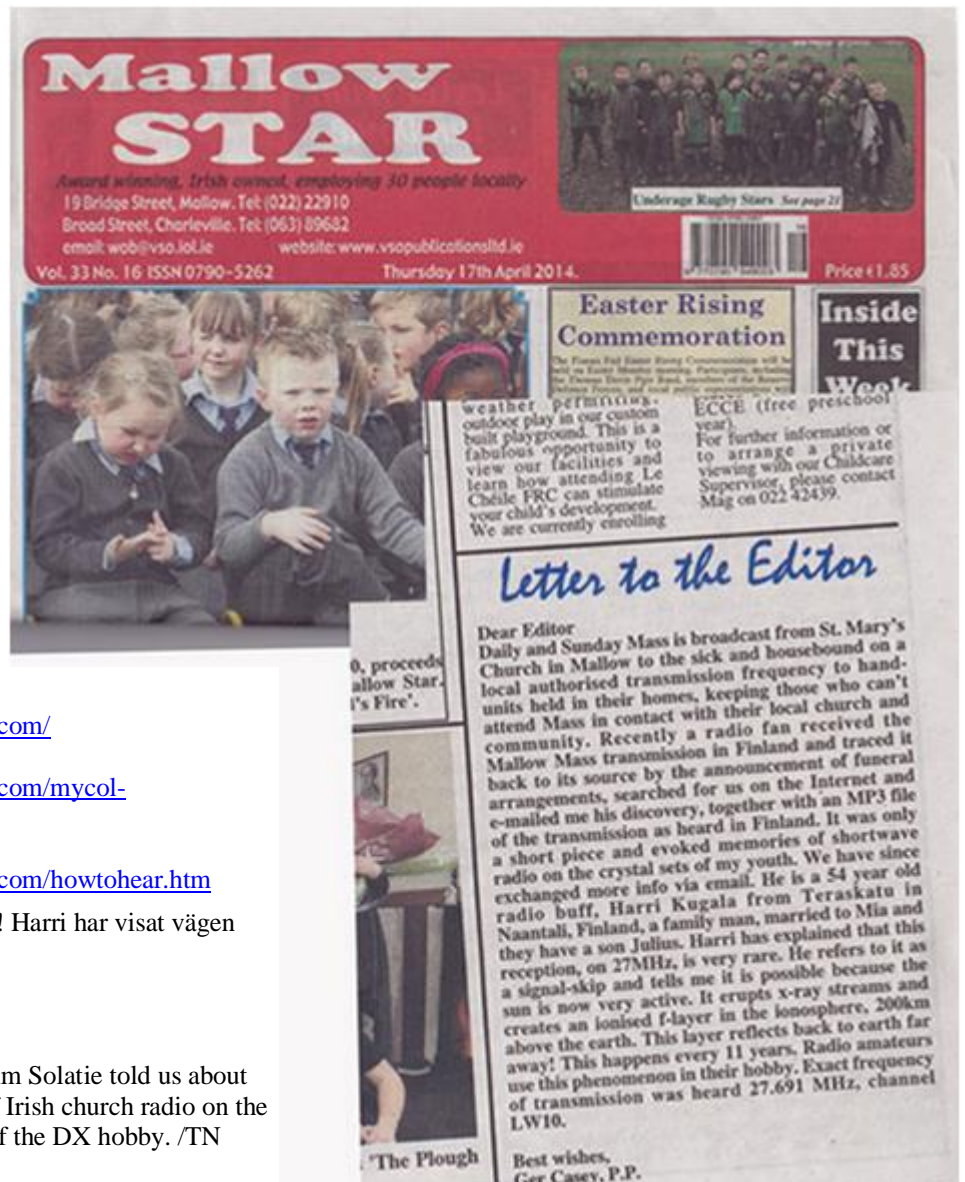 Mallow
STAR
Award winning, Irish owned, employing 30 people locally
19 Bridge Street, Mallow. Tel: (022) 22910
Broad Street, Charleville. Tel: (063) 89682
email: wob@vso.iol.ie website: www.vsopublicationsltd.ie
Vol. 33 No. 16 ISSN 0790-5262 Thursday 17th April 2014.
Underage Rugby Stars See page 21
Price €1.85
Easter Rising
Commemoration
The Fianna Fáil Easter Rising Commemoration will be
held on Easter Monday morning. Participants, including
Inside
This
Week
weather permitting,
outdoor play in our custom
built playground. This is a
fabulous opportunity to
view our facilities and
learn how attending Le
Chéile FRC can stimulate
your child's development.
We are currently enrolling
ECCE (free preschool
year).
For further information or
to arrange a private
viewing with our Childcare
Supervisor, please contact
Mag on 022 42439.
Letter to the Editor
Dear Editor
Daily and Sunday Mass is broadcast from St. Mary's
Church in Mallow to the sick and housebound on a
local authorised transmission frequency to hand-
units held in their homes, keeping those who can't
attend Mass in contact with their local church and
community. Recently a radio fan received the
Mallow Mass transmission in Finland and traced it
back to its source by the announcement of funeral
arrangements, searched for us on the Internet and
e-mailed me his discovery, together with an MP3 file
of the transmission as heard in Finland. It was only
a short piece and evoked memories of shortwave
radio on the crystal sets of my youth. We have since
exchanged more info via email. He is a 54 year old
radio buff, Harri Kugala from Teraskatu in
Naantali, Finland, a family man, married to Mia and
they have a son Julius. Harri has explained that this
reception, on 27MHz, is very rare. He refers to it as
a signal-skip and tells me it is possible because the
sun is now very active. It erupts x-ray streams and
creates an ionised f-layer in the ionosphere, 200km
above the earth. This layer reflects back to earth far
away! This happens every 11 years. Radio amateurs
use this phenomenon in their hobby. Exact frequency
of transmission was heard 27.691 MHz, channel
LW10.
Best wishes,
Ger Casey, P.P.
0, proceeds
allow Star.
's Fire'.
'The Plough
com/
com/mycol-
com/howtohear.htm
! Harri har visat vägen
im Solatie told us about
f Irish church radio on the
of the DX hobby. /TN